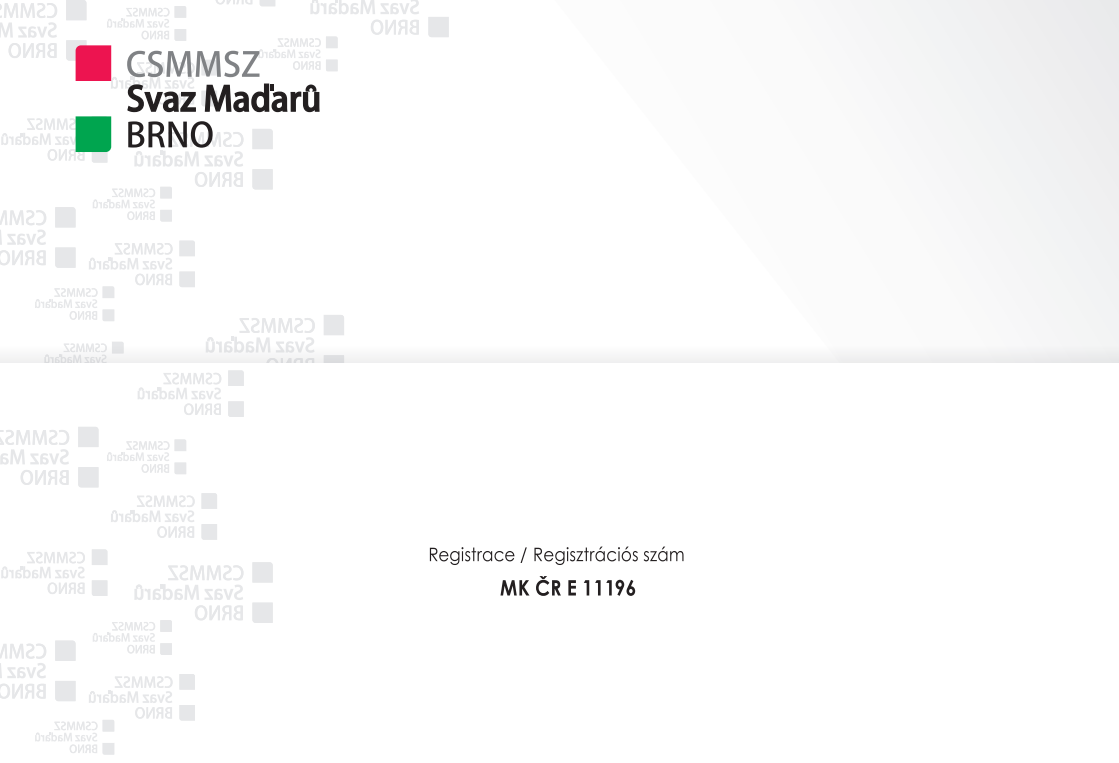 CSMMSZ
Svaz Maďarů
BRNO
Registrace / Regisztrációs szám
MK ČR E 11196